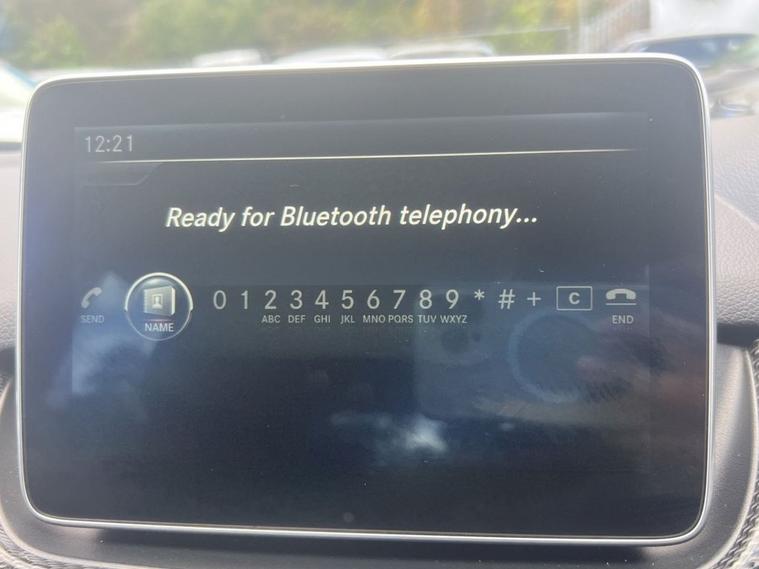 12:21
Ready for Bluetooth telephony...
0 1 2 3 4 5 6 7 8 9 * # + C
SEND NAME ABC DEF GHI JKL MNO PQRS TUV WXYZ END